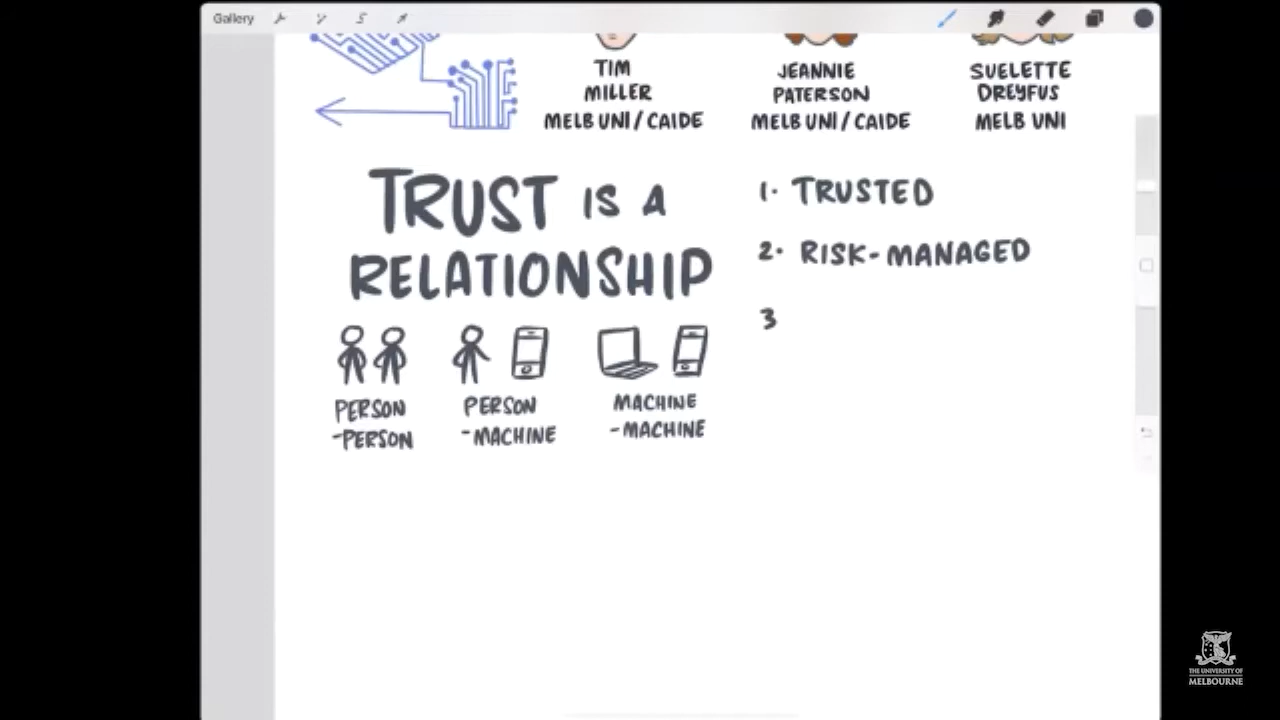 Gallery
TIM
MILLER
MELB UNI / CAIDE
JEANNIE
PATERSON
MELB UNI / CAIDE
SUELETTE
DREYFUS
MELB UNI
TRUST IS A
RELATIONSHIP
PERSON
-PERSON
PERSON
-MACHINE
MACHINE
-MACHINE
1. TRUSTED
2. RISK-MANAGED
3
THE UNIVERSITY OF
MELBOURNE